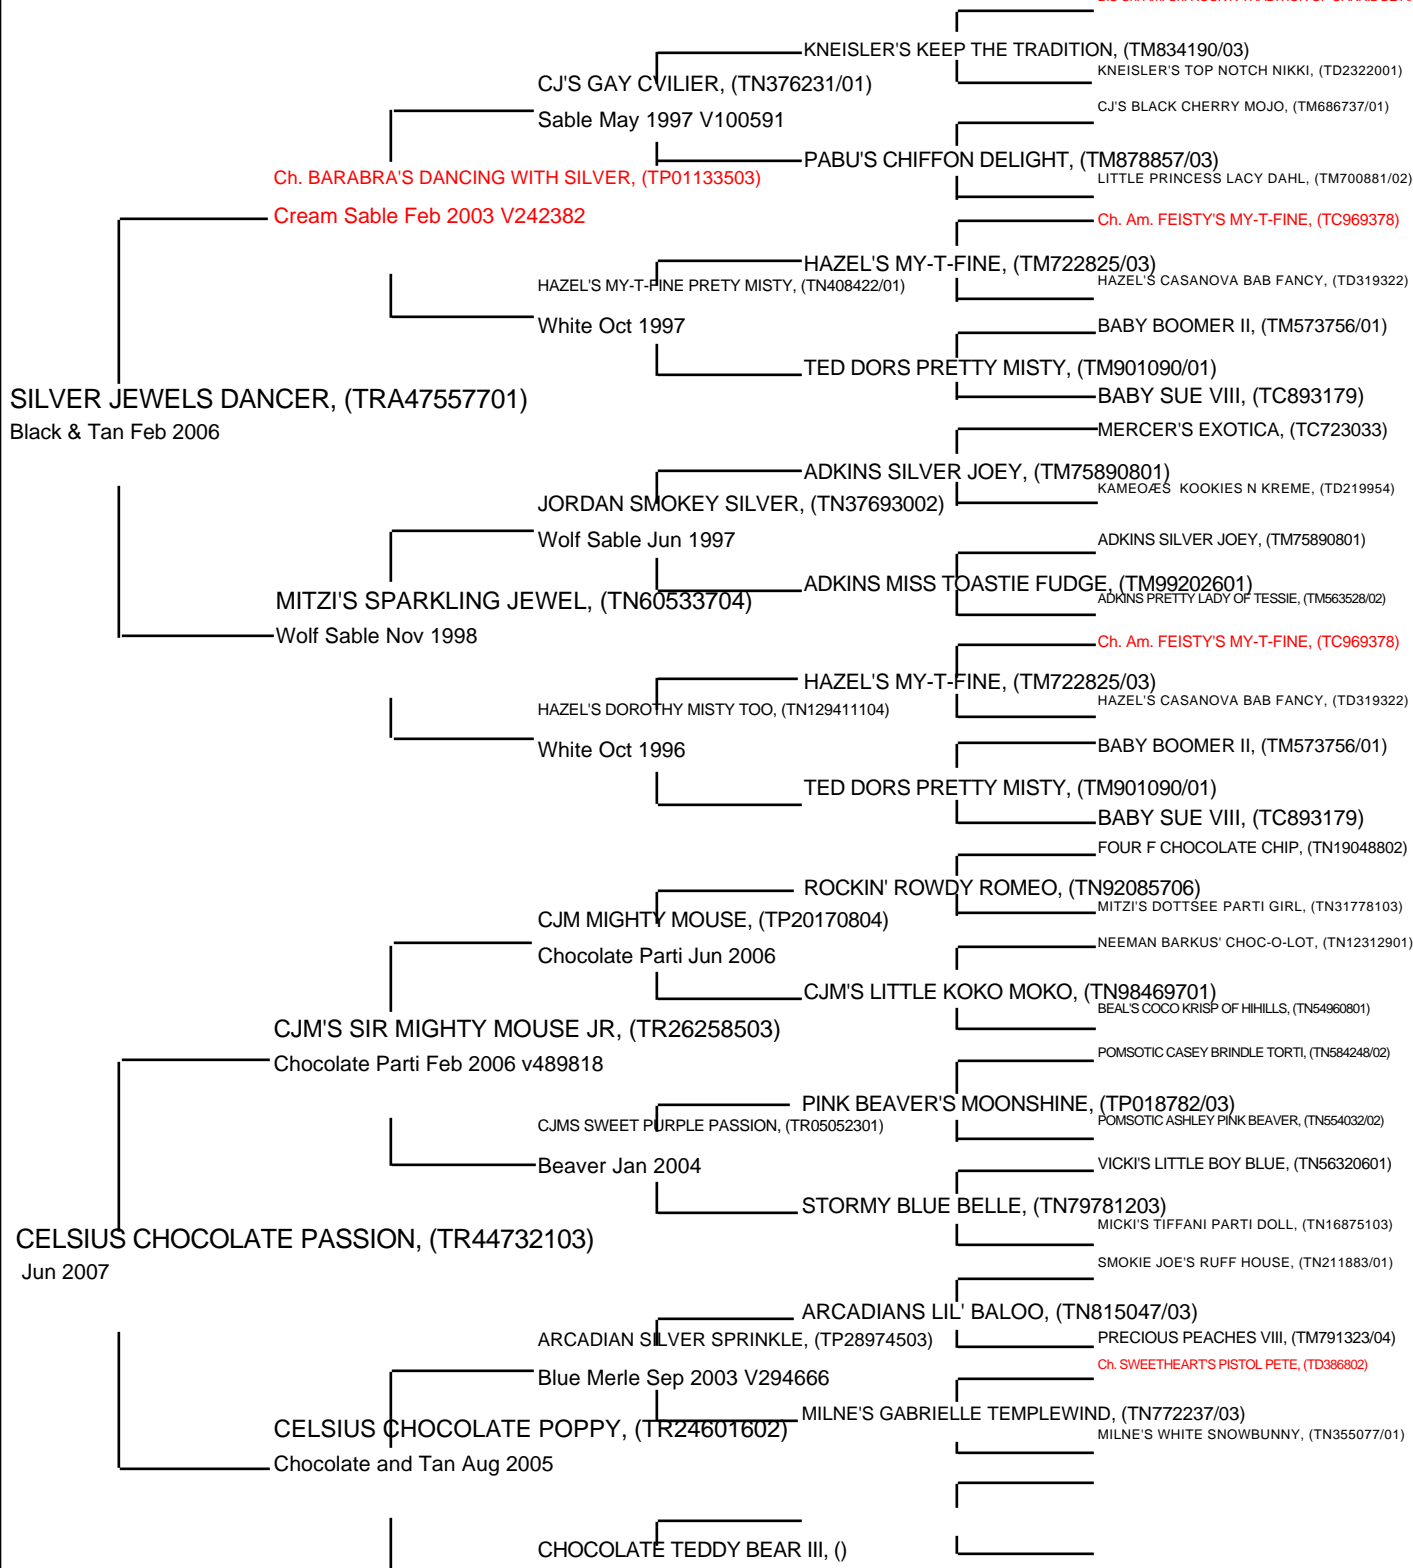 KNEISLER'S KEEP THE TRADITION, (TM834190/03)
KNEISLER'S TOP NOTCH NIKKI, (TD2322001)
CJ'S GAY CVILIER, (TN376231/01)
CJ'S BLACK CHERRY MOJO, (TM686737/01)
Sable May 1997 V100591
PABU'S CHIFFON DELIGHT, (TM878857/03)
Ch. BARABRA'S DANCING WITH SILVER, (TP01133503)
LITTLE PRINCESS LACY DAHL, (TM700881/02)
Cream Sable Feb 2003 V242382
Ch. Am. FEISTY'S MY-T-FINE, (TC969378)
HAZEL'S MY-T-FINE, (TM722825/03)
HAZEL'S CASANOVA BAB FANCY, (TD319322)
HAZEL'S MY-T-FINE PRETY MISTY, (TN408422/01)
White Oct 1997
BABY BOOMER II, (TM573756/01)
TED DORS PRETTY MISTY, (TM901090/01)
BABY SUE VIII, (TC893179)
SILVER JEWELS DANCER, (TRA47557701)
Black & Tan Feb 2006
MERCER'S EXOTICA, (TC723033)
ADKINS SILVER JOEY, (TM75890801)
KAMEOÆS KOOKIES N KREME, (TD219954)
JORDAN SMOKEY SILVER, (TN37693002)
Wolf Sable Jun 1997
ADKINS SILVER JOEY, (TM75890801)
ADKINS MISS TOASTIE FUDGE, (TM99202601)
ADKINS PRETTY LADY OF TESSIE, (TM563528/02)
MITZI'S SPARKLING JEWEL, (TN60533704)
Wolf Sable Nov 1998
Ch. Am. FEISTY'S MY-T-FINE, (TC969378)
HAZEL'S MY-T-FINE, (TM722825/03)
HAZEL'S CASANOVA BAB FANCY, (TD319322)
HAZEL'S DOROTHY MISTY TOO, (TN129411104)
White Oct 1996
BABY BOOMER II, (TM573756/01)
TED DORS PRETTY MISTY, (TM901090/01)
BABY SUE VIII, (TC893179)
FOUR F CHOCOLATE CHIP, (TN19048802)
ROCKIN' ROWDY ROMEO, (TN92085706)
MITZI'S DOTTSEE PARTI GIRL, (TN31778103)
CJM MIGHTY MOUSE, (TP20170804)
Chocolate Parti Jun 2006
NEEMAN BARKUS' CHOC-O-LOT, (TN12312901)
CJM'S LITTLE KOKO MOKO, (TN98469701)
BEAL'S COCO KRISP OF HIHILLS, (TN54960801)
CJM'S SIR MIGHTY MOUSE JR, (TR26258503)
Chocolate Parti Feb 2006 v489818
POMSOTIC CASEY BRINDLE TORTI, (TN584248/02)
PINK BEAVER'S MOONSHINE, (TP018782/03)
POMSOTIC ASHLEY PINK BEAVER, (TN554032/02)
CJMS SWEET PURPLE PASSION, (TR05052301)
Beaver Jan 2004
VICKI'S LITTLE BOY BLUE, (TN56320601)
STORMY BLUE BELLE, (TN79781203)
MICKI'S TIFFANI PARTI DOLL, (TN16875103)
CELSIUS CHOCOLATE PASSION, (TR44732103)
Jun 2007
SMOKIE JOE'S RUFF HOUSE, (TN211883/01)
ARCADIANS LIL' BALOO, (TN815047/03)
PRECIOUS PEACHES VIII, (TM791323/04)
ARCADIAN SILVER SPRINKLE, (TP28974503)
Blue Merle Sep 2003 V294666
Ch. SWEETHEART'S PISTOL PETE, (TD386802)
MILNE'S GABRIELLE TEMPLEWIND, (TN772237/03)
MILNE'S WHITE SNOWBUNNY, (TN355077/01)
CELSIUS CHOCOLATE POPPY, (TR24601602)
Chocolate and Tan Aug 2005
CHOCOLATE TEDDY BEAR III, ()